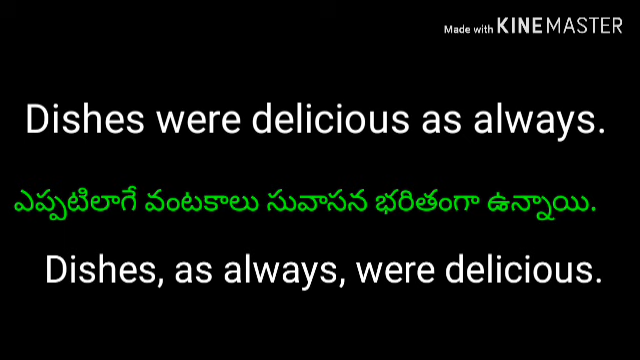 Made with KINEMASTER
Dishes were delicious as always.
ఎప్పటిలాగే వంటకాలు సువాసన భరితంగా ఉన్నాయి.
Dishes, as always, were delicious.